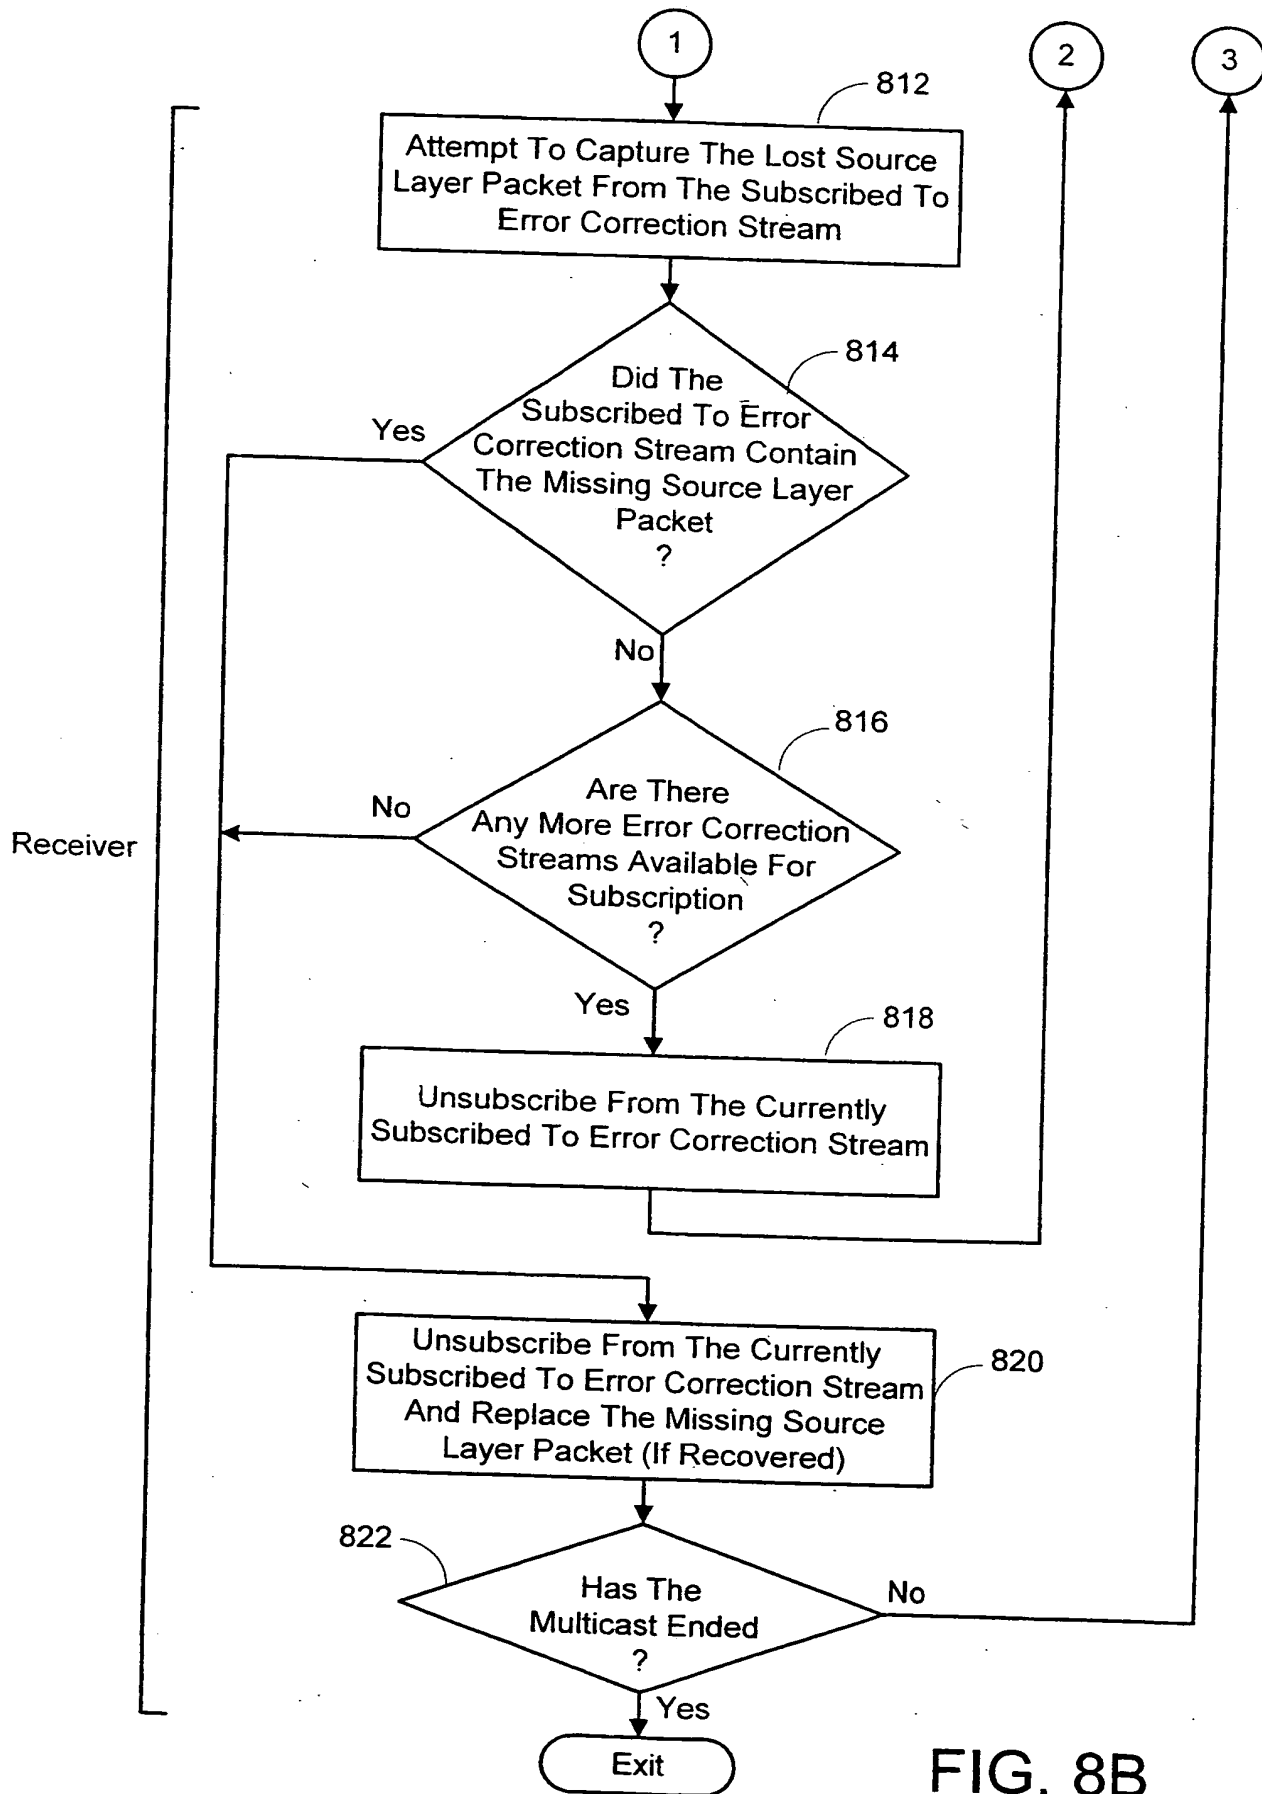 1
2
3
812
Attempt To Capture The Lost Source
Layer Packet From The Subscribed To
Error Correction Stream
814
Did The
Subscribed To Error
Correction Stream Contain
The Missing Source Layer
Packet
?
Yes
No
816
Are There
Any More Error Correction
Streams Available For
Subscription
?
No
Receiver
Yes
818
Unsubscribe From The Currently
Subscribed To Error Correction Stream
Unsubscribe From The Currently
Subscribed To Error Correction Stream
And Replace The Missing Source
Layer Packet (If Recovered)
820
822
Has The
Multicast Ended
?
No
Yes
Exit
FIG. 8B